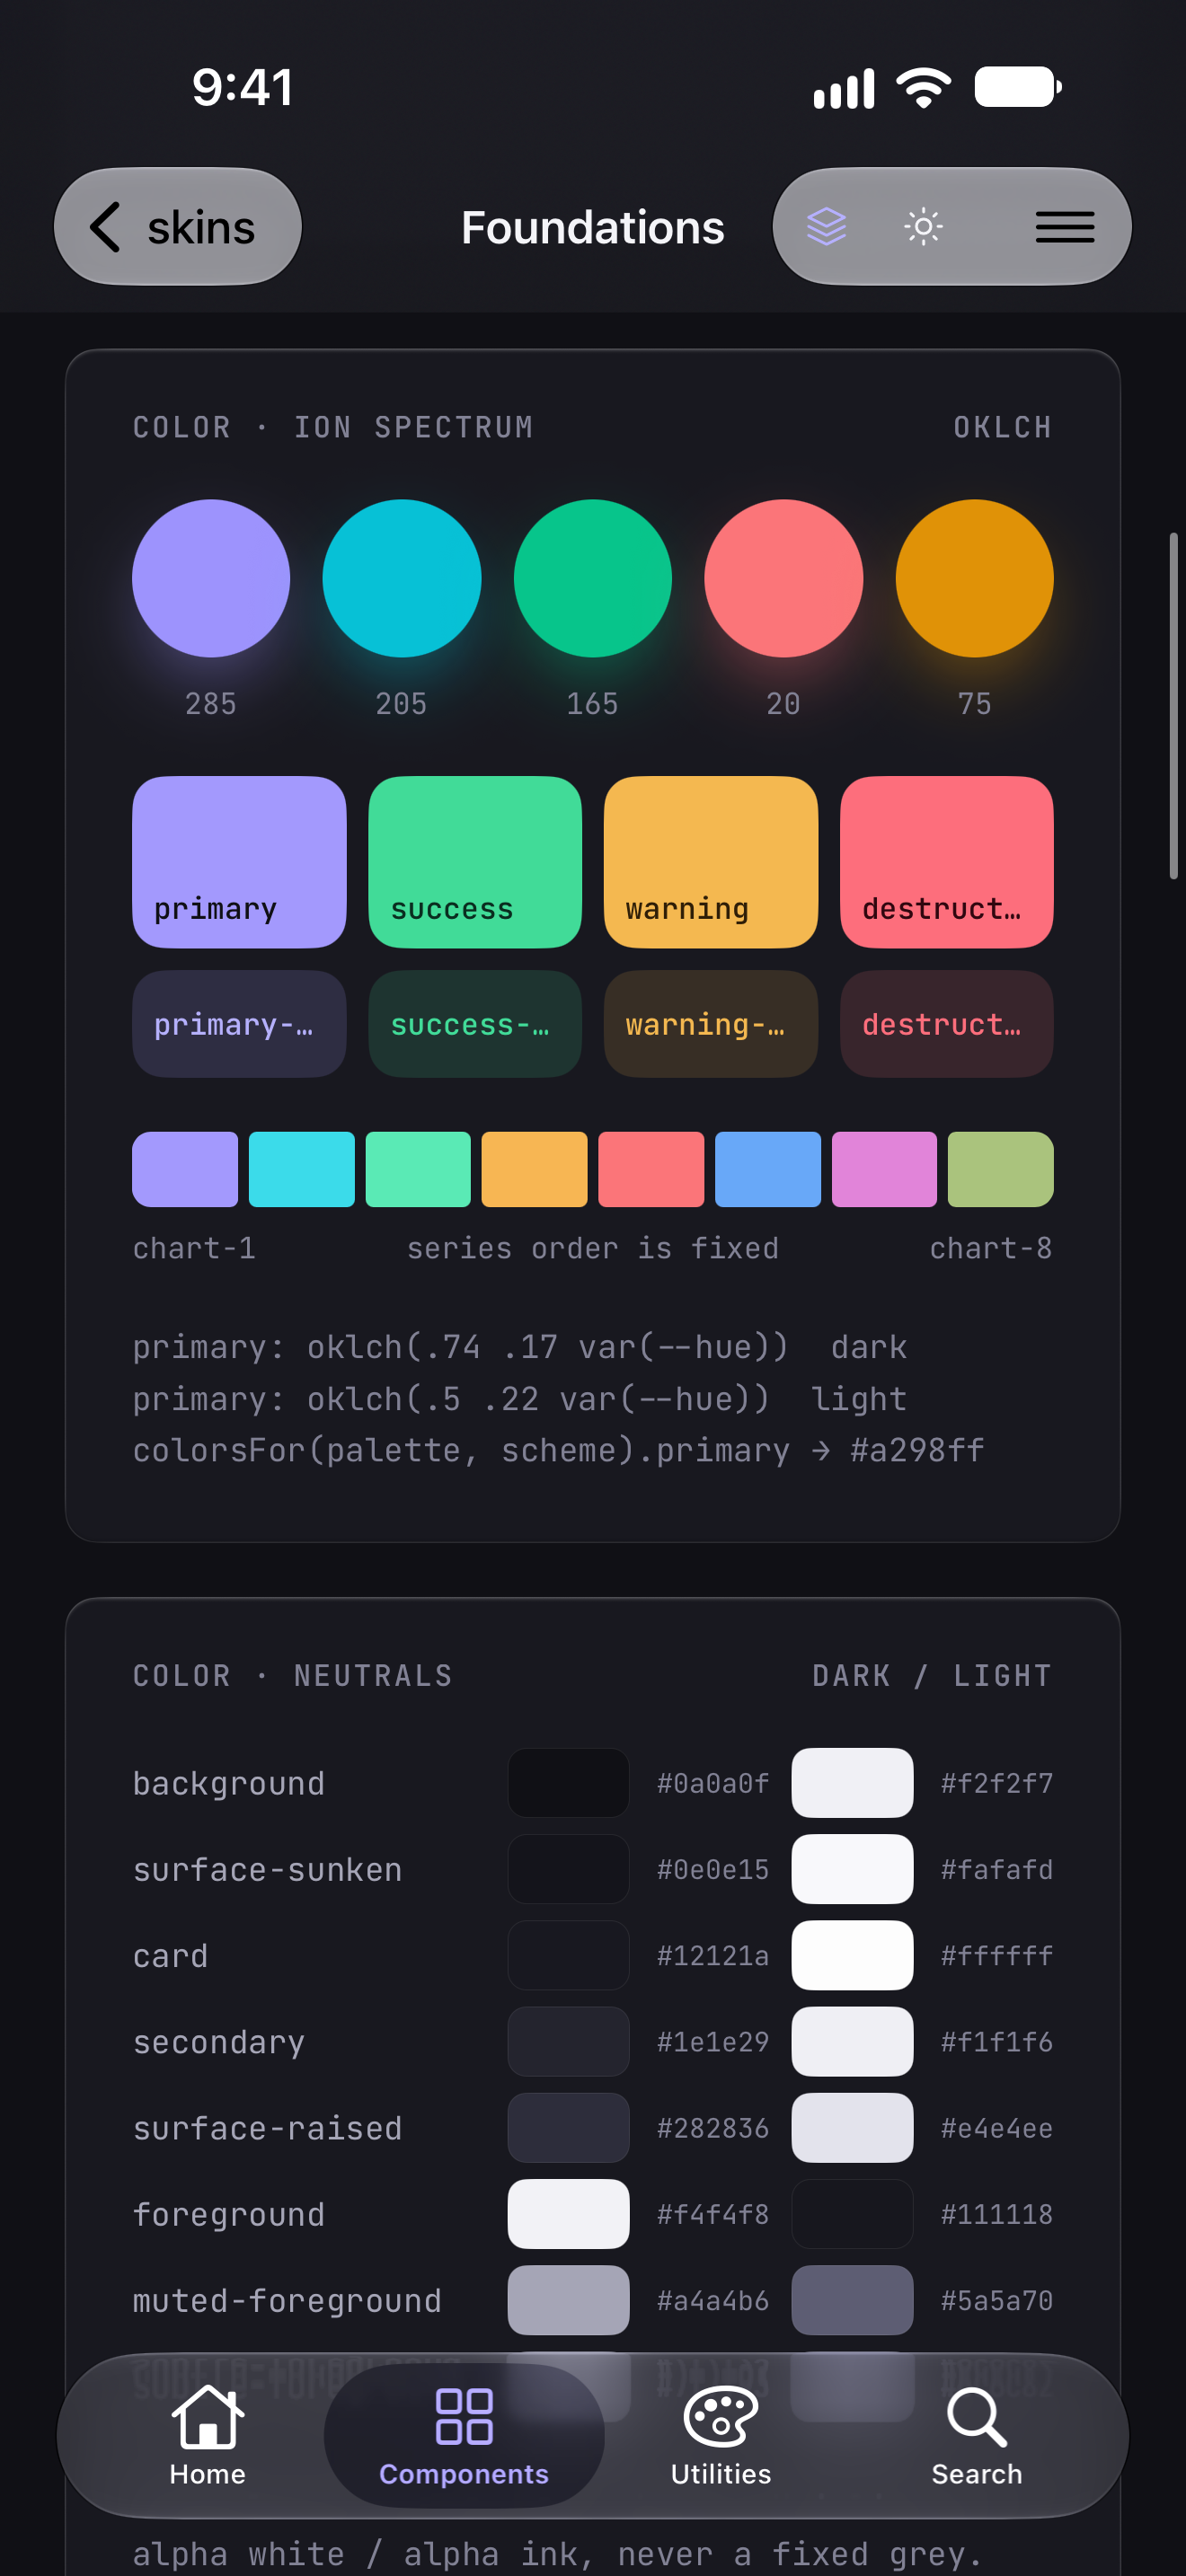 9:41
skins
Foundations
COLOR · ION SPECTRUM
OKLCH
285
205
165
20
75
primary
success
warning
destruct…
primary-…
success-…
warning-…
destruct…
chart-1
series order is fixed
chart-8
primary: oklch(.74 .17 var(--hue)) dark
primary: oklch(.5 .22 var(--hue)) light
colorsFor(palette, scheme).primary → #a298ff
COLOR · NEUTRALS
DARK / LIGHT
background #0a0a0f #f2f2f7
surface-sunken #0e0e15 #fafafd
card #12121a #ffffff
secondary #1e1e29 #f1f1f6
surface-raised #282836 #e4e4ee
foreground #f4f4f8 #111118
muted-foreground #a4a4b6 #5a5a70
Home
Components
Utilities
Search
alpha white / alpha ink, never a fixed grey.